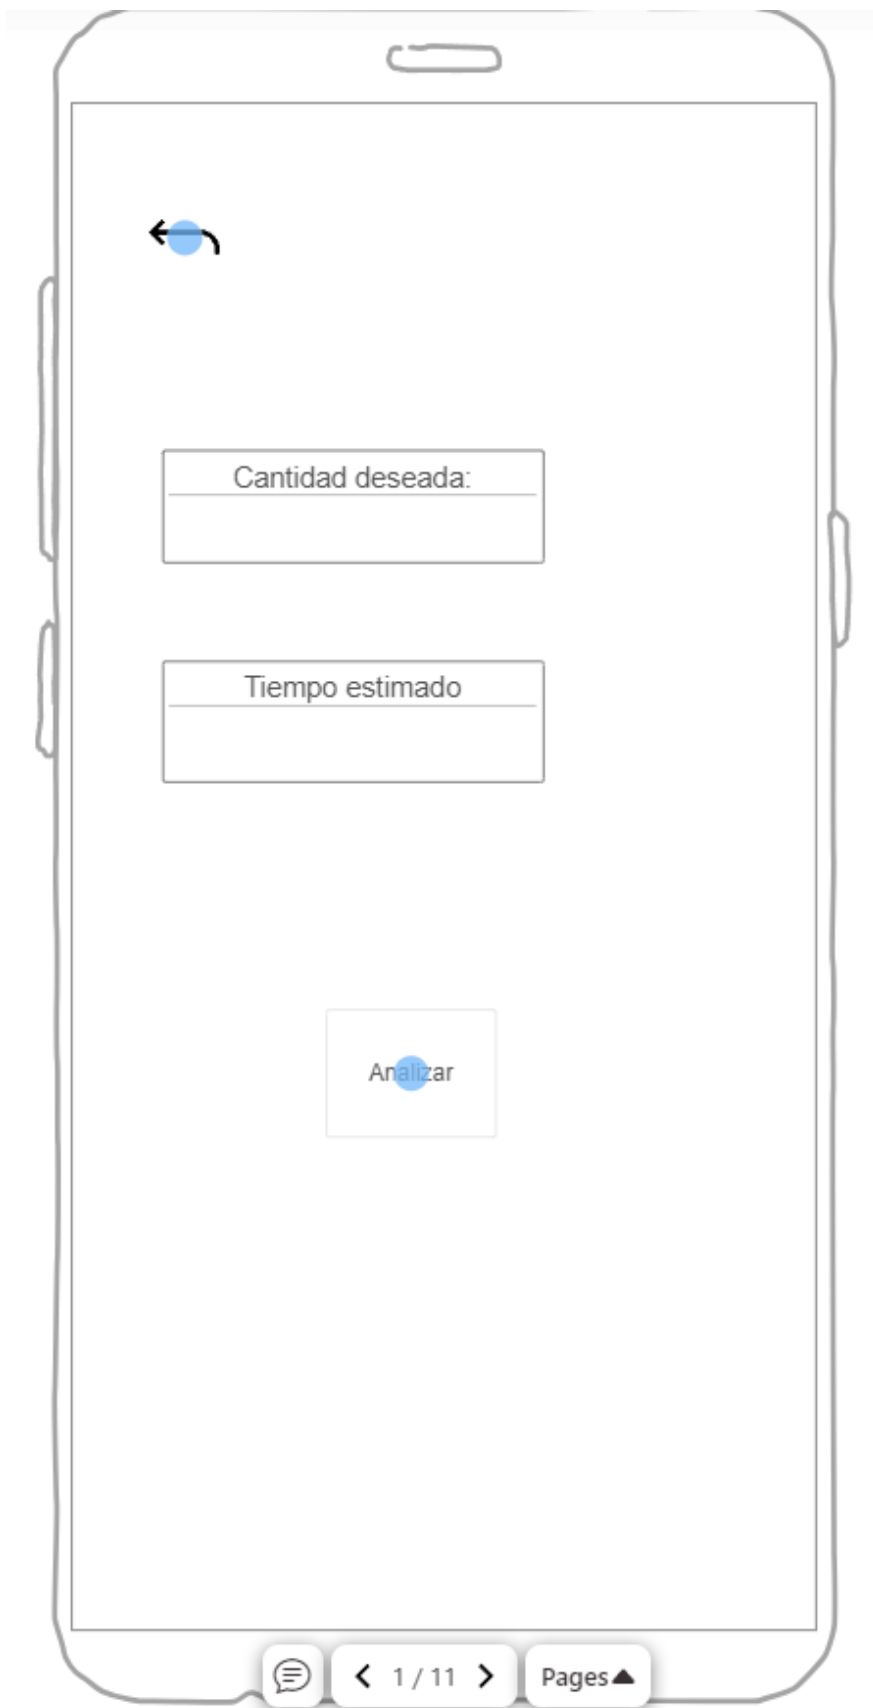 Cantidad deseada:
Tiempo estimado
Analizar
1 / 11
Pages